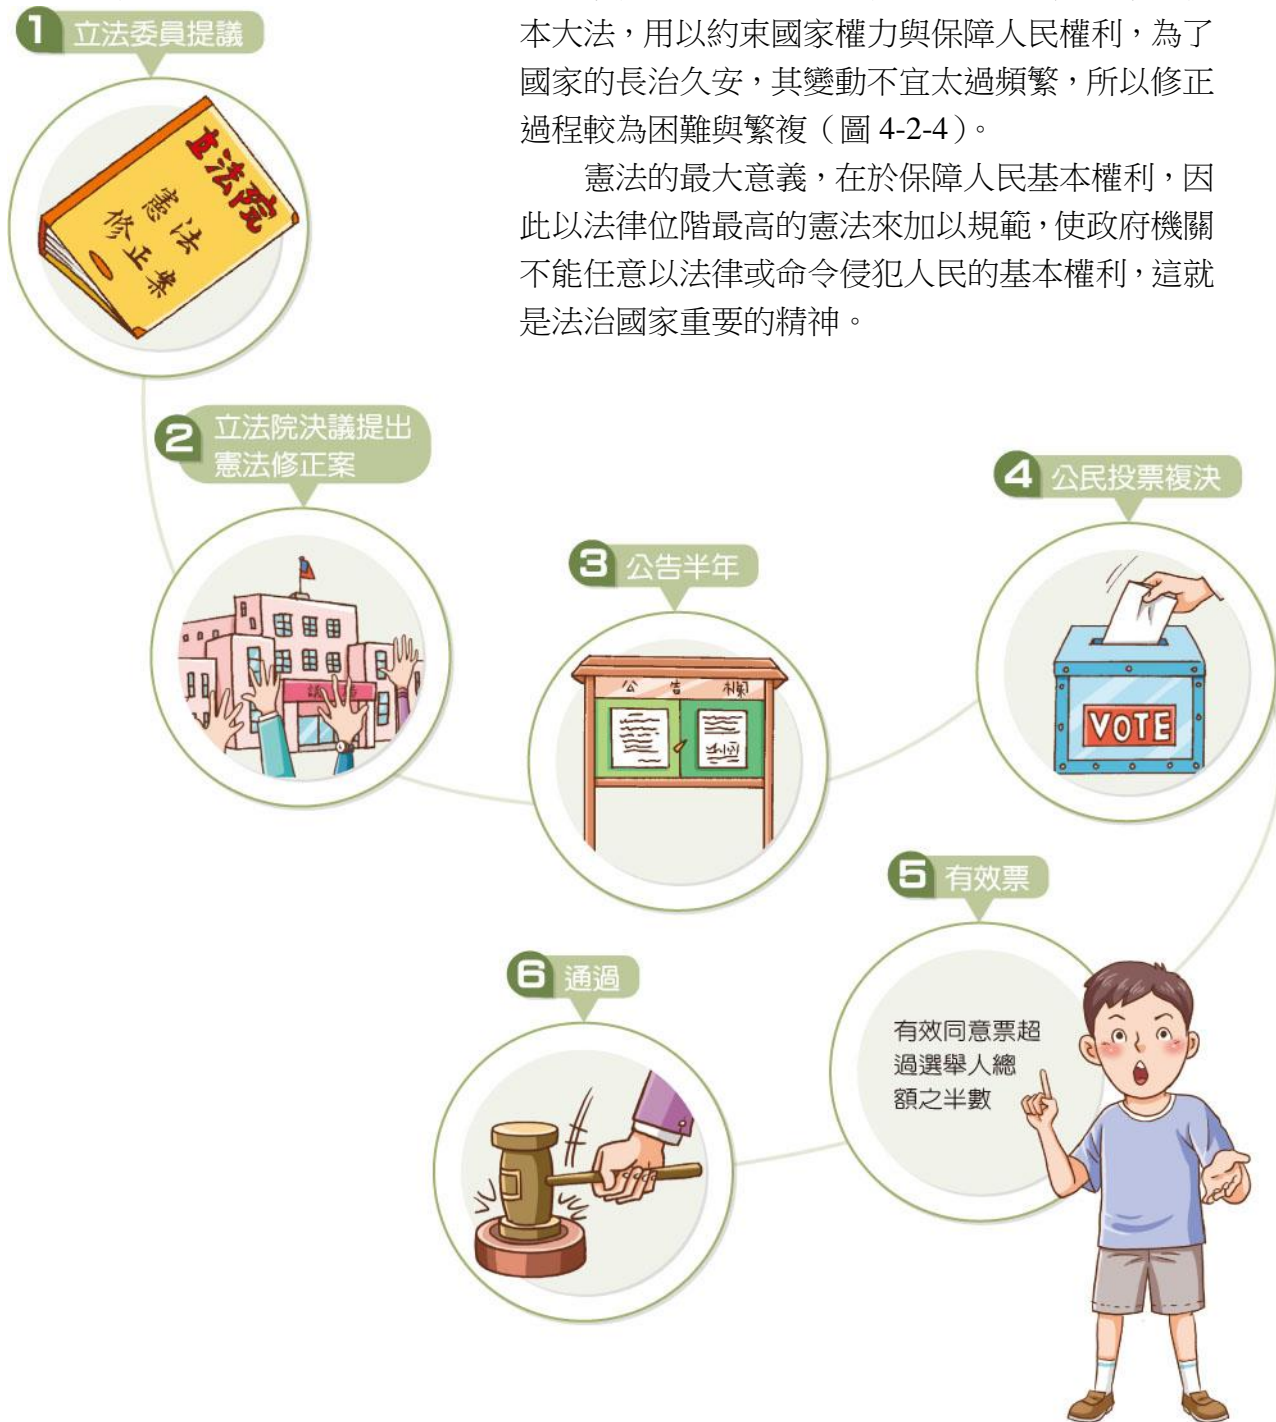 1 立法委員提議
立法院
憲法
修正案
本大法，用以約束國家權力與保障人民權利，為了
國家的長治久安，其變動不宜太過頻繁，所以修正
過程較為困難與繁複（圖 4-2-4）。
憲法的最大意義，在於保障人民基本權利，因
此以法律位階最高的憲法來加以規範，使政府機關
不能任意以法律或命令侵犯人民的基本權利，這就
是法治國家重要的精神。
2 立法院決議提出
憲法修正案
3 公告半年
公告欄
4 公民投票複決
VOTE
5 有效票
有效同意票超
過選舉人總
額之半數
6 通過